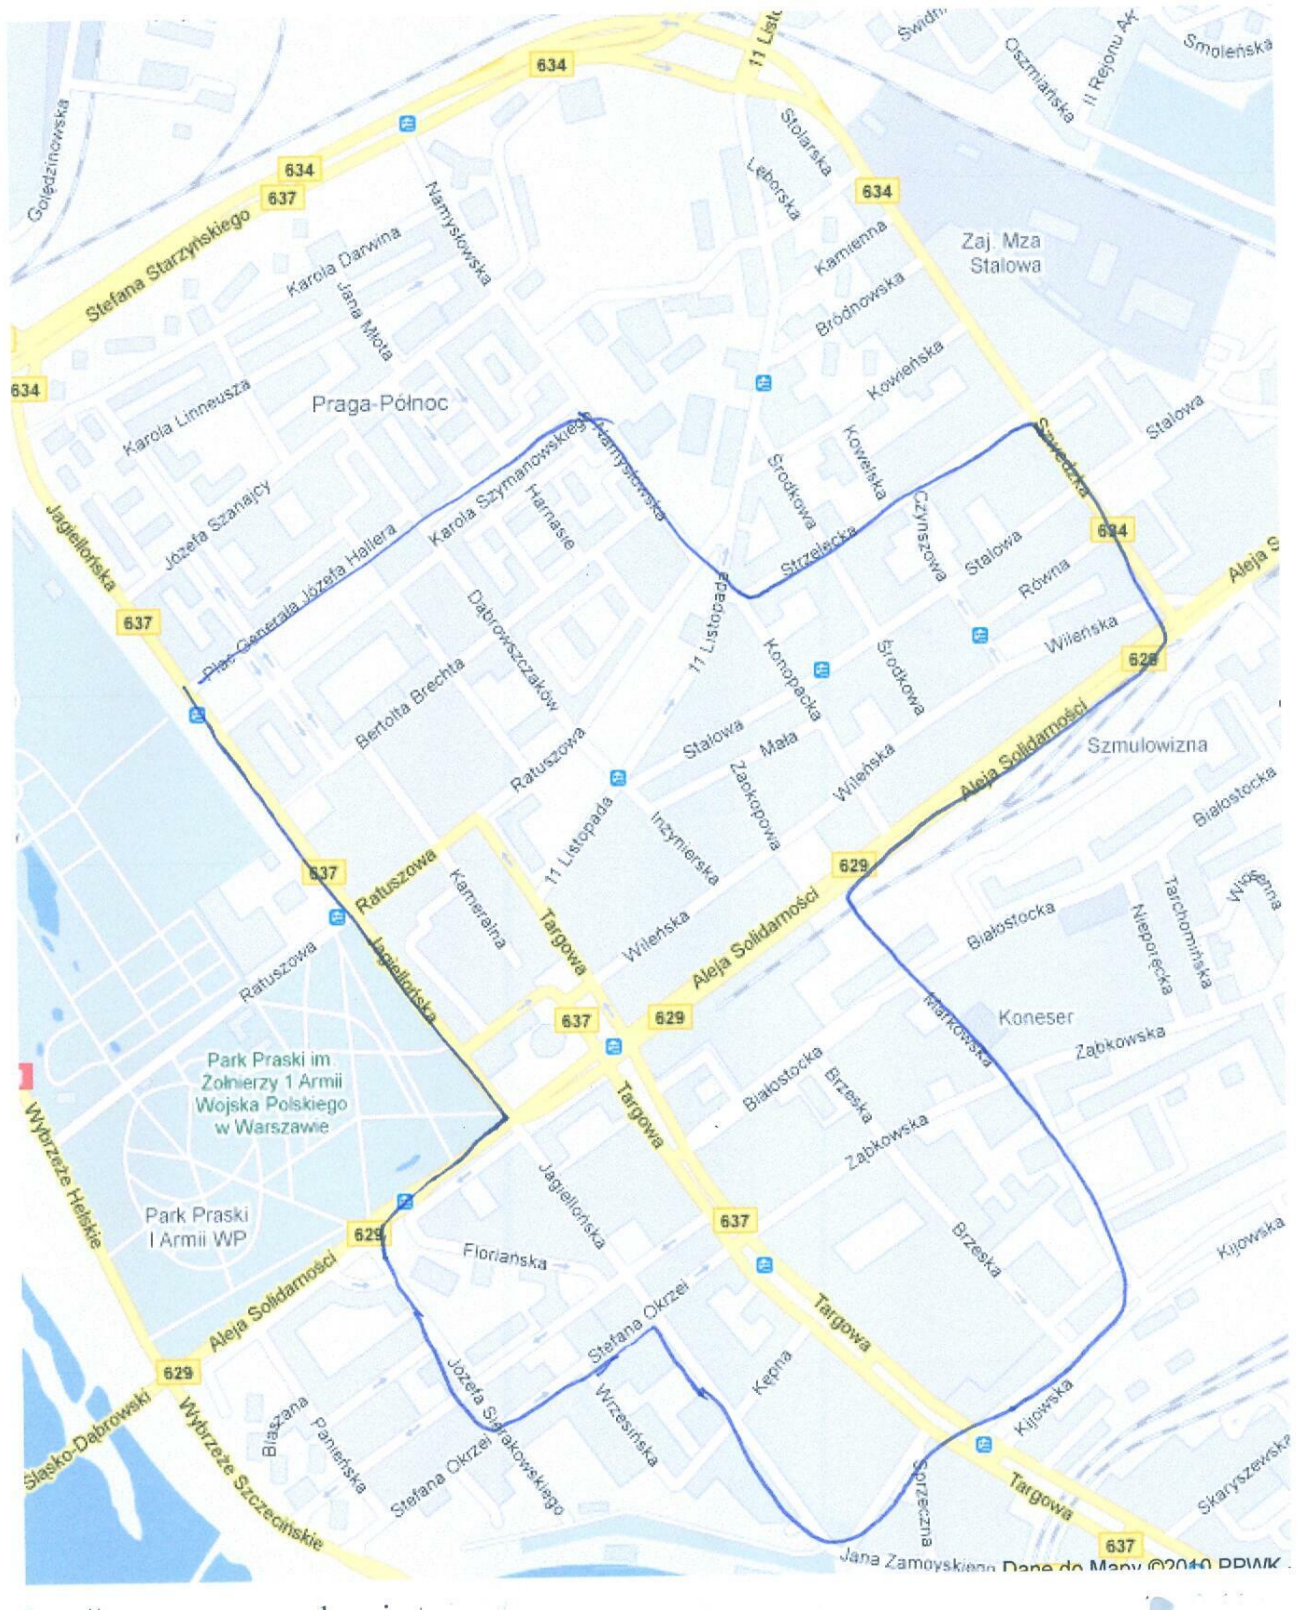 11 Listo
Świdni
Oszmiańska
II Rejonu AK
Smoleńska
634
Golędzinowska
634
637
Stolarska
Lęborska
634
Namysłowska
Kamienna
Zaj. Mza
Stalowa
Stefana Starzyńskiego
Karola Darwina
Jana Młota
Bródnowska
634
Karola Linneusza
Praga-Północ
Kowieńska
Stalowa
Karola Szymanowskiego
Namysłowska
Szwedzka
Kowelska
Środkowa
Jagiellońska
Józefa Szanajcy
Plac Generała Józefa Hallera
Harnasie
Strzelecka
Czynszowa
Stalowa
634
Równa
Aleja S
637
Dąbrowszczaków
11 Listopada
Konopacka
Środkowa
Wileńska
629
Bertolta Brechta
Ratuszowa
Stalowa
Mała
Zaokopowa
Wileńska
Aleja Solidarności
Szmulowizna
Białostocka
637
Ratuszowa
11 Listopada
Inżynierska
629
Kameralna
Targowa
Wileńska
Aleja Solidarności
Białostocka
Nieporęcka
Tarchomińska
Wiosenna
Ratuszowa
Jagiellońska
637
629
Markowska
Koneser
Ząbkowska
Park Praski im.
Żołnierzy 1 Armii
Wojska Polskiego
w Warszawie
Targowa
Białostocka
Brzeska
Ząbkowska
Wybrzeże Helskie
Park Praski
I Armii WP
629
Jagiellońska
637
Brzeska
Kijowska
Floriańska
Aleja Solidarności
Stefana Okrzei
Targowa
629
Śląsko-Dąbrowski
Wybrzeże Szczecińskie
Blaszana
Panieńska
Józefa Sierakowskiego
Stefana Okrzei
Wrzesińska
Kępna
Kijowska
Sprzeczna
Targowa
Skaryszewska
637
Jana Zamoyskiego
Dane do Mapy ©2010 PPWK